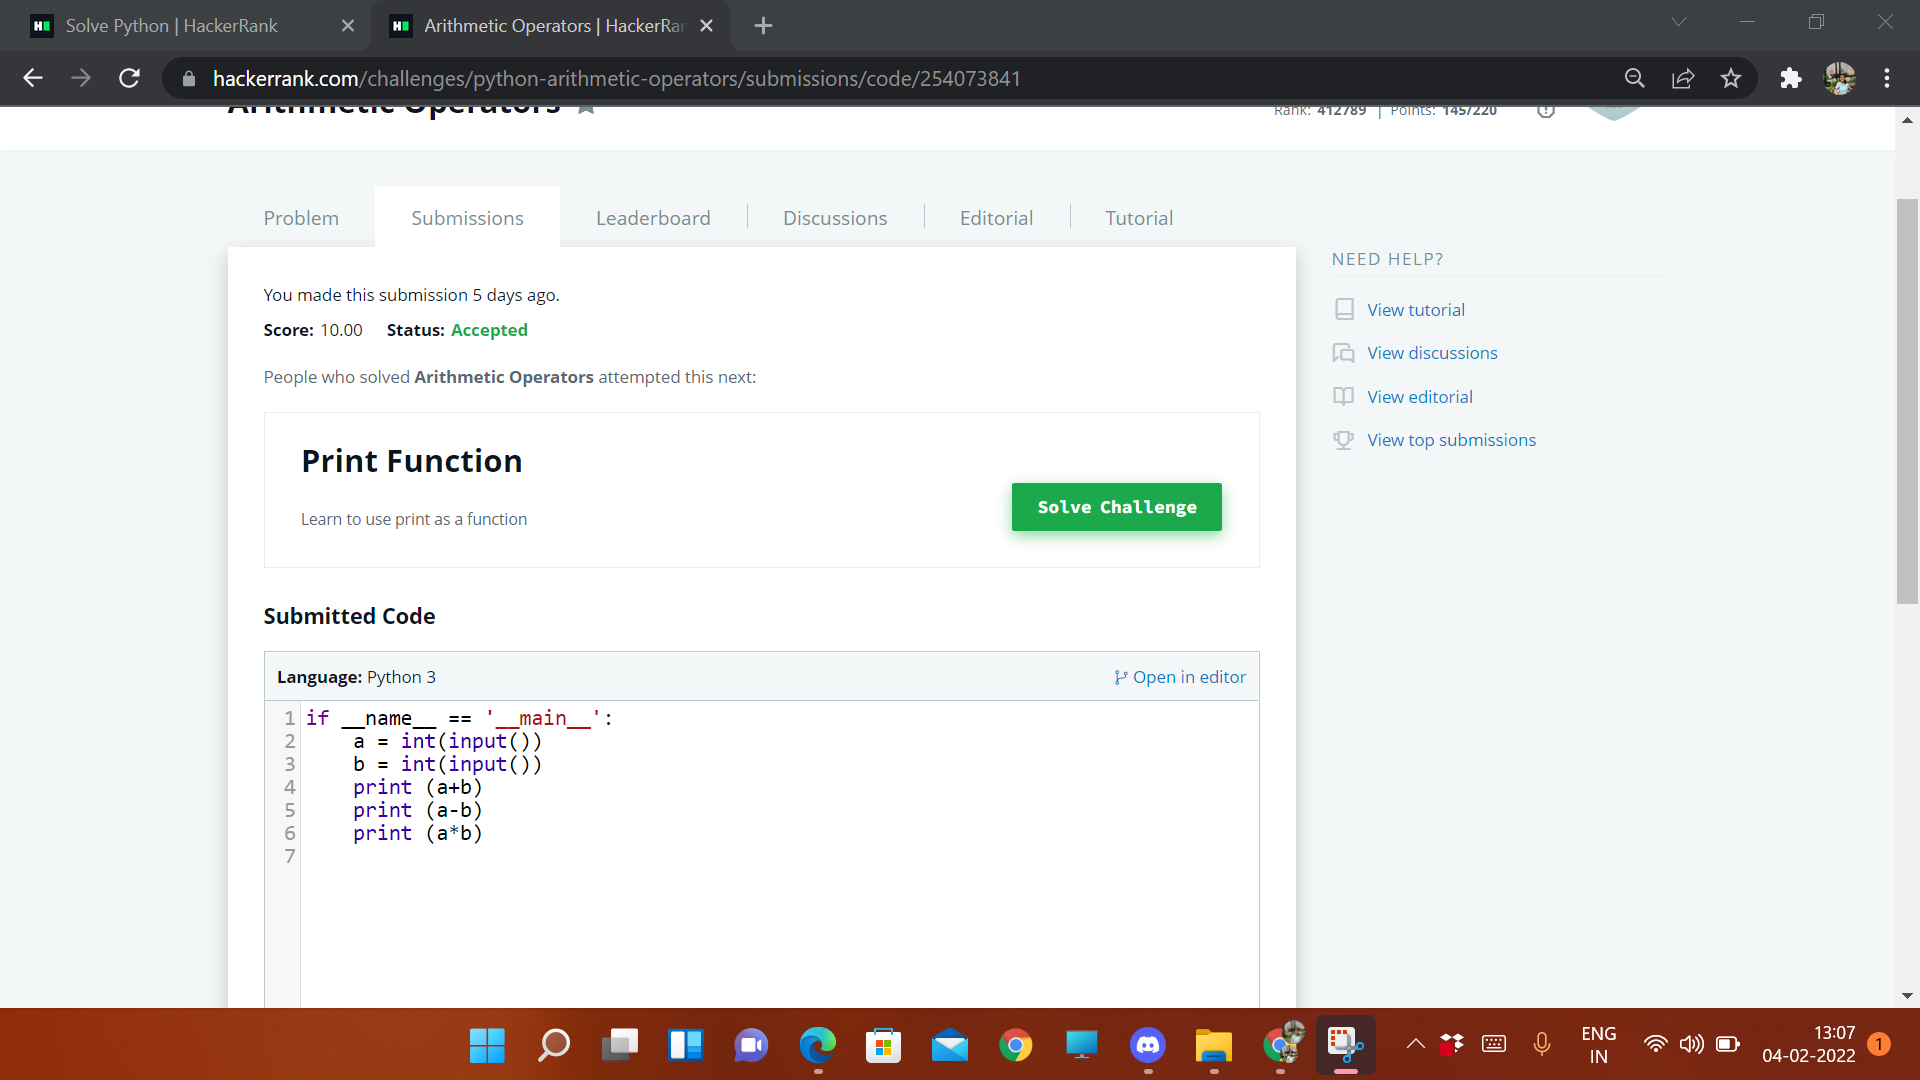 Solve Python | HackerRank
Arithmetic Operators | HackerRar
hackerrank.com/challenges/python-arithmetic-operators/submissions/code/254073841
Arithmetic Operators
Rank: 412789 | Points: 145/220
Problem
Submissions
Leaderboard
Discussions
Editorial
Tutorial
You made this submission 5 days ago.
Score: 10.00 Status: Accepted
People who solved Arithmetic Operators attempted this next:
Print Function
Learn to use print as a function
Solve Challenge
Submitted Code
Language: Python 3
Open in editor
1 if __name__ == '__main__':
2 a = int(input())
3 b = int(input())
4 print (a+b)
5 print (a-b)
6 print (a*b)
7
NEED HELP?
View tutorial
View discussions
View editorial
View top submissions
ENG
IN
13:07
04-02-2022
1